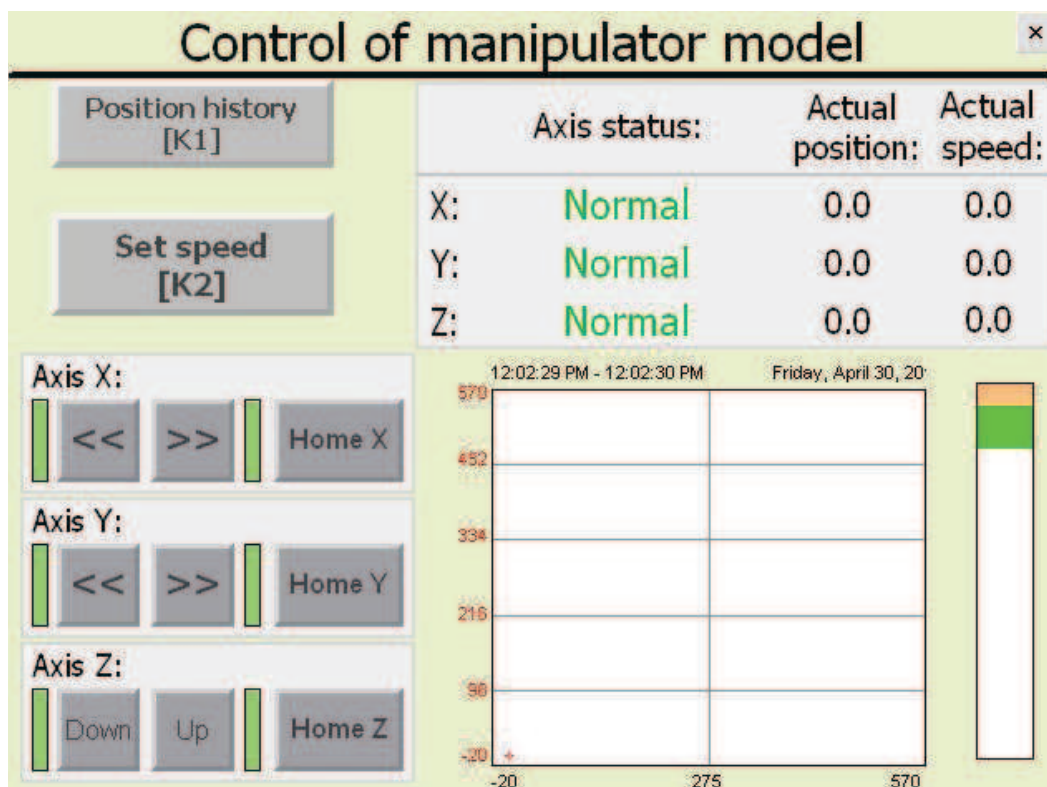 Control of manipulator model
×
Position history
[K1]
Set speed
[K2]
Axis status:
Actual
position:
Actual
speed:
X: Normal 0.0 0.0
Y: Normal 0.0 0.0
Z: Normal 0.0 0.0
Axis X:
<< >> Home X
Axis Y:
<< >> Home Y
Axis Z:
Down Up Home Z
12:02:29 PM - 12:02:30 PM Friday, April 30, 20
570
452
334
216
98
-20
-20 275 570